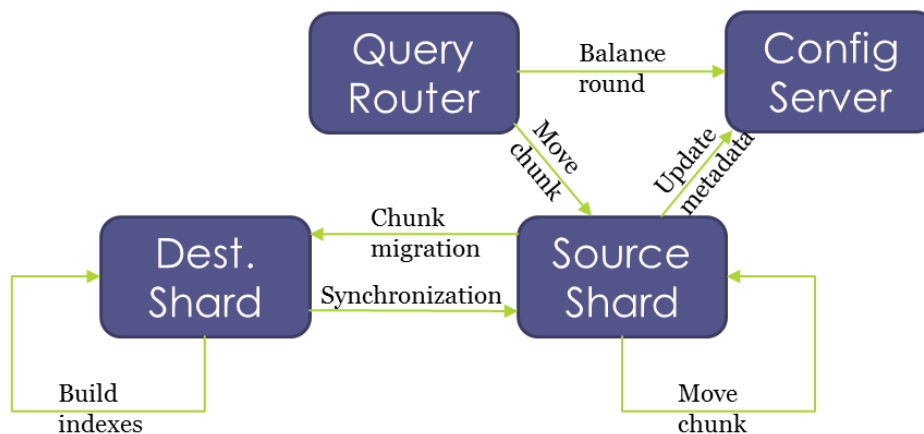 Query
Router
Balance
round
Config
Server
Move
chunk
Update
metadata
Dest.
Shard
Chunk
migration
Synchronization
Source
Shard
Build
indexes
Move
chunk